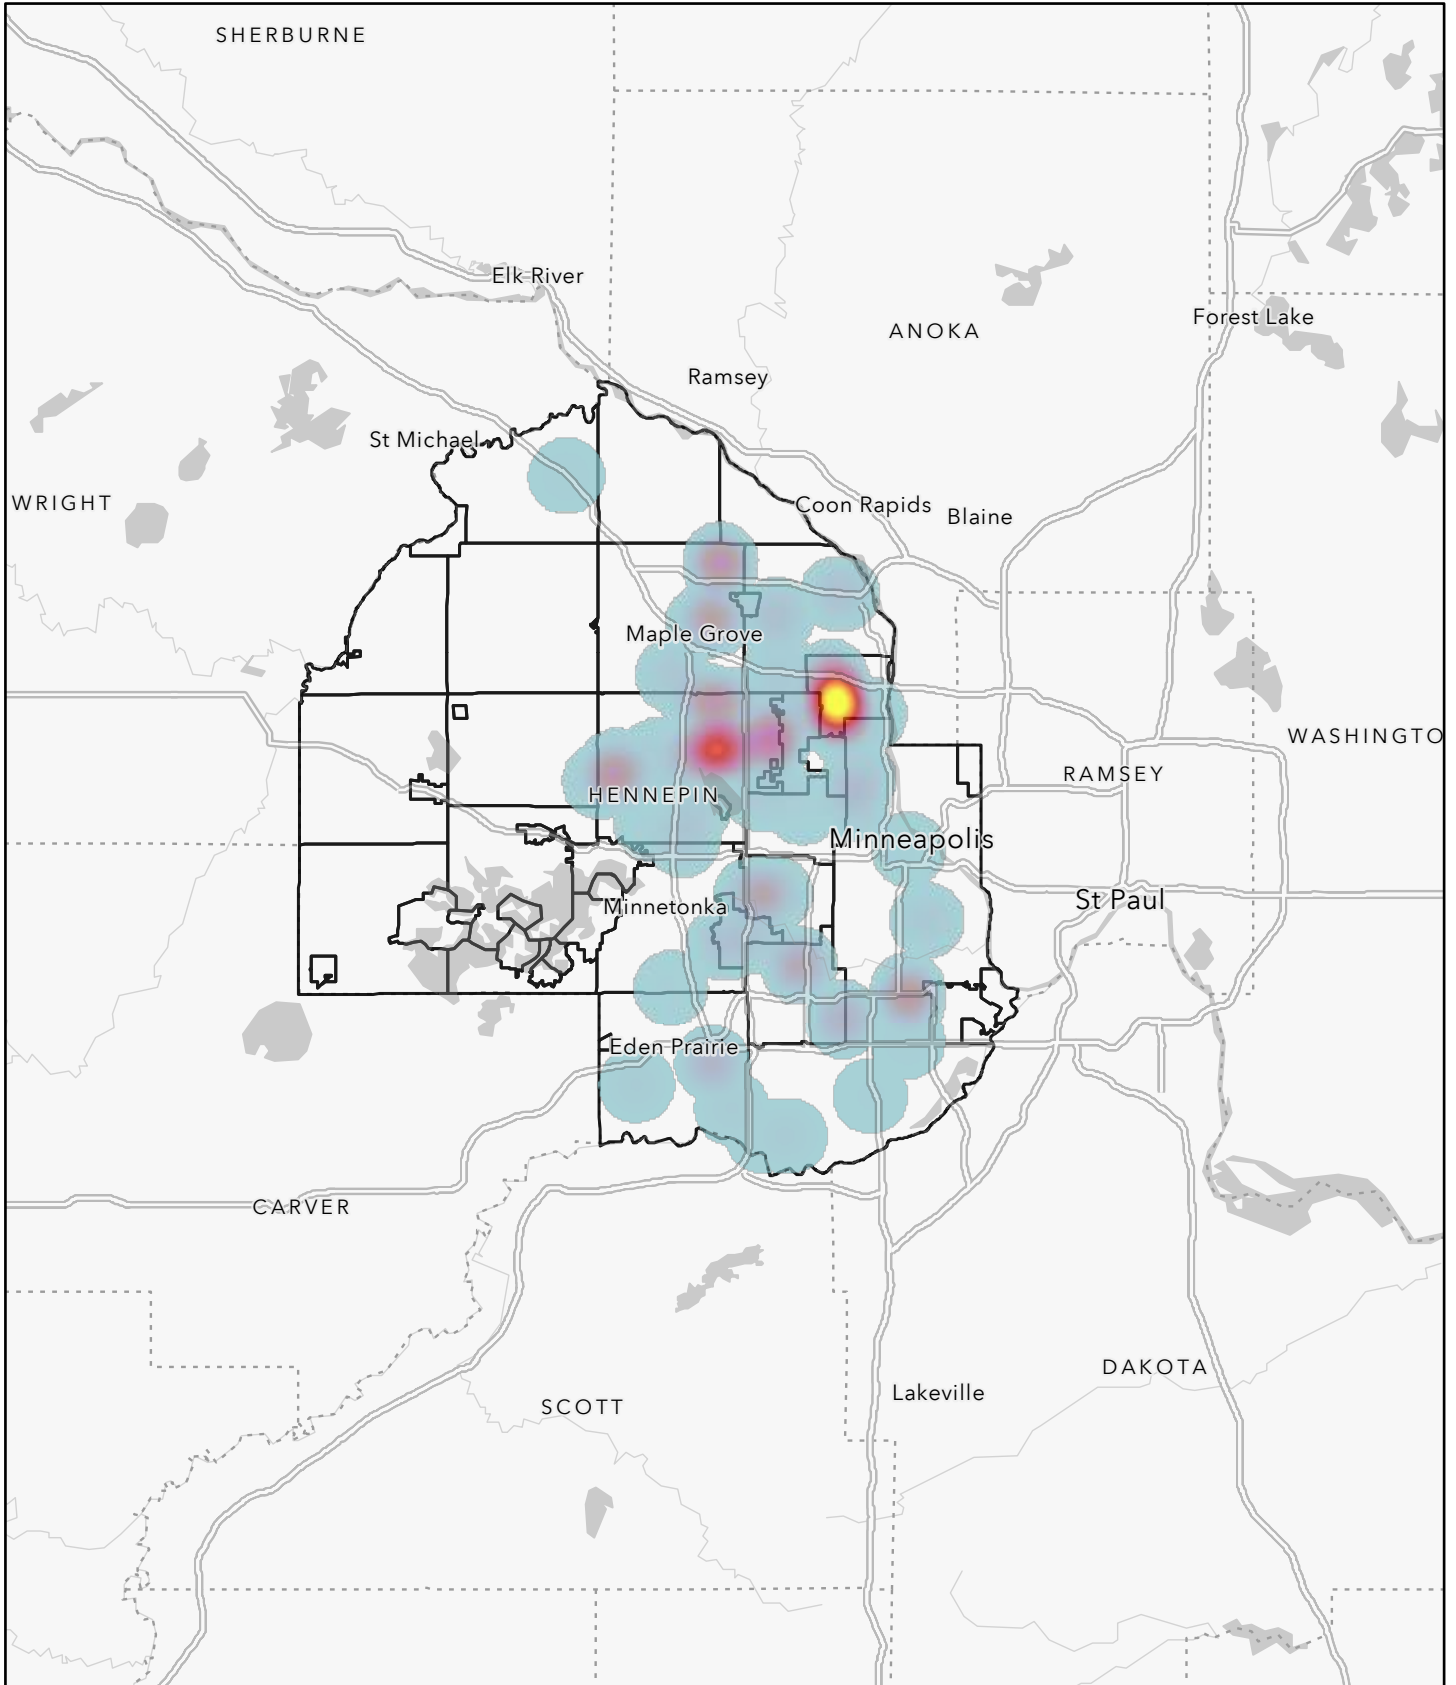 SHERBURNE
Elk River
Forest Lake
ANOKA
Ramsey
St Michael
WRIGHT
Coon Rapids
Blaine
Maple Grove
WASHINGTO
RAMSEY
HENNEPIN
Minneapolis
St Paul
Minnetonka
Eden Prairie
CARVER
DAKOTA
Lakeville
SCOTT